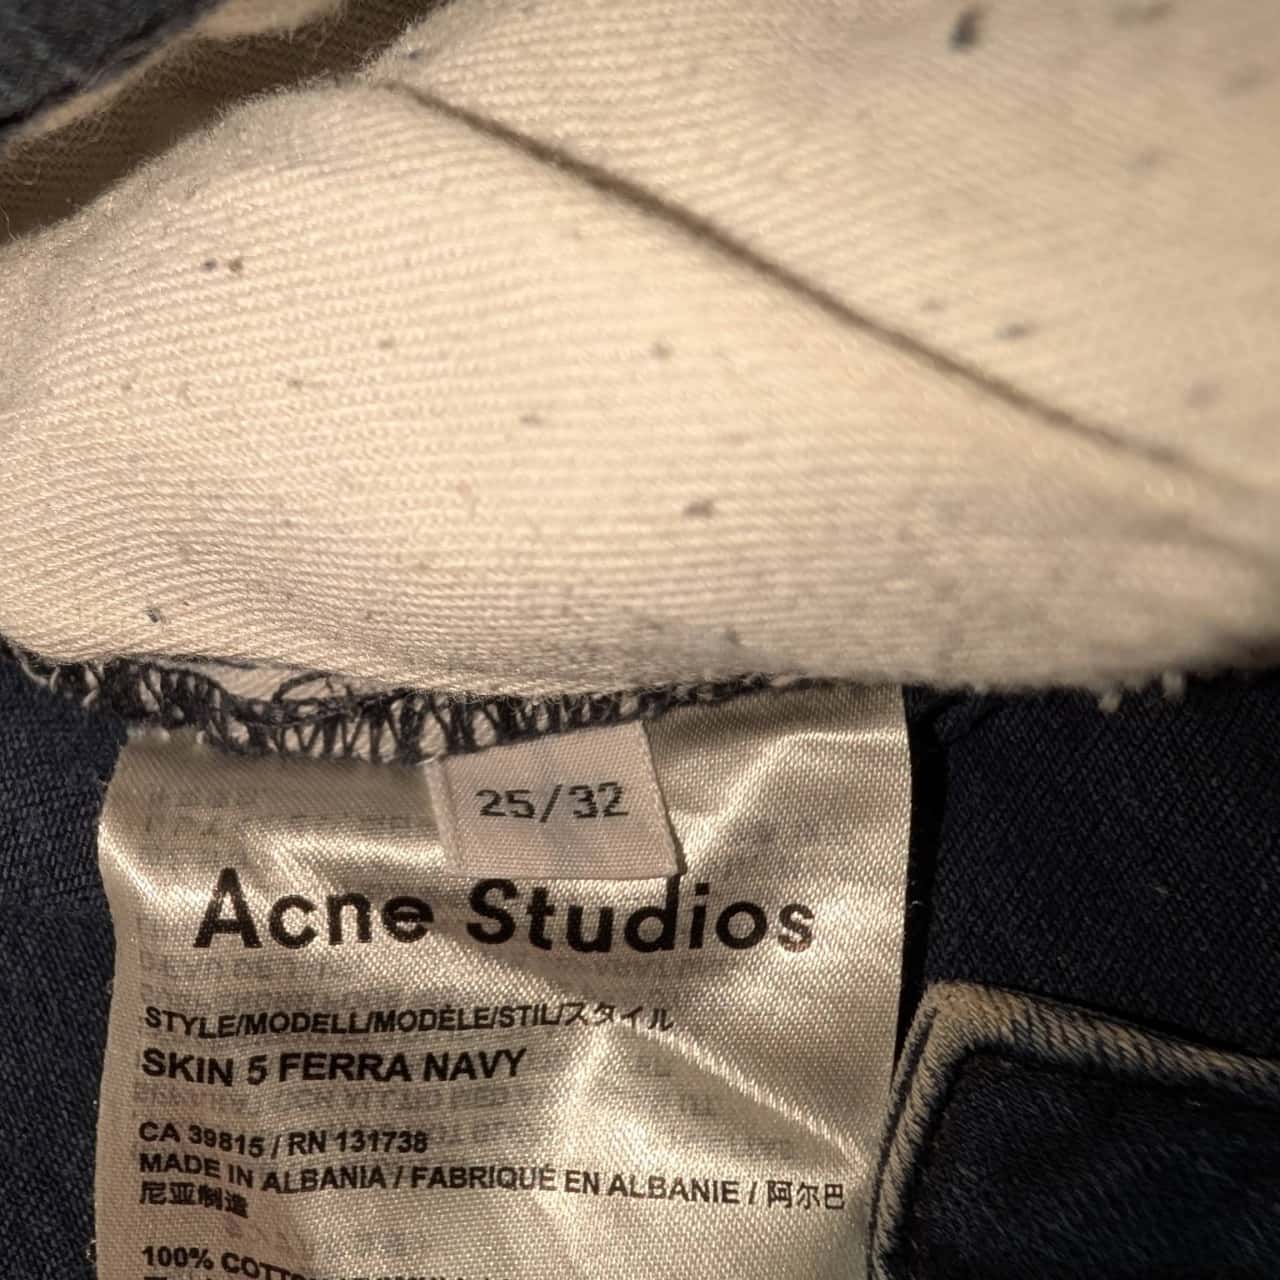 25/32
Acne Studios
STYLE/MODELL/MODÈLE/STIL/スタイル
SKIN 5 FERRA NAVY
CA 39815 / RN 131738
MADE IN ALBANIA / FABRIQUÉ EN ALBANIE / 阿尔巴
尼亚制造
100%